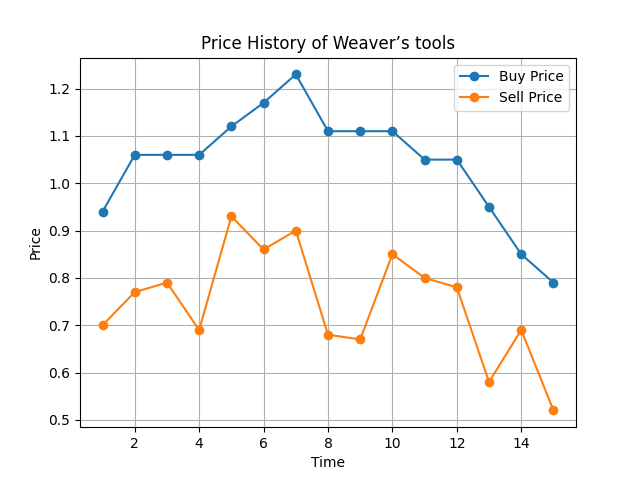 Price History of Weaver’s tools
Buy Price
Sell Price
Price
1.2
1.1
1.0
0.9
0.8
0.7
0.6
0.5
2 4 6 8 10 12 14
Time